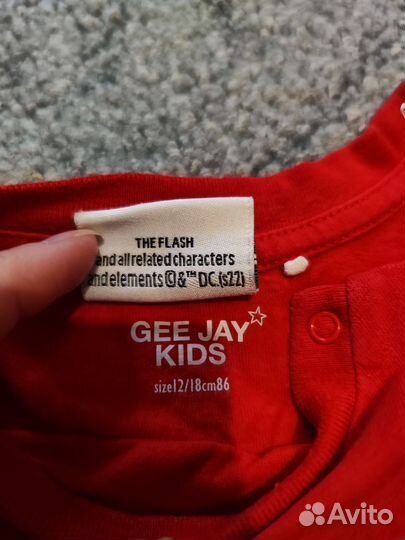 THE FLASH
and all related characters
and elements ©&™ DC. (s22)
GEE JAY
KIDS
size12/18cm86
Avito